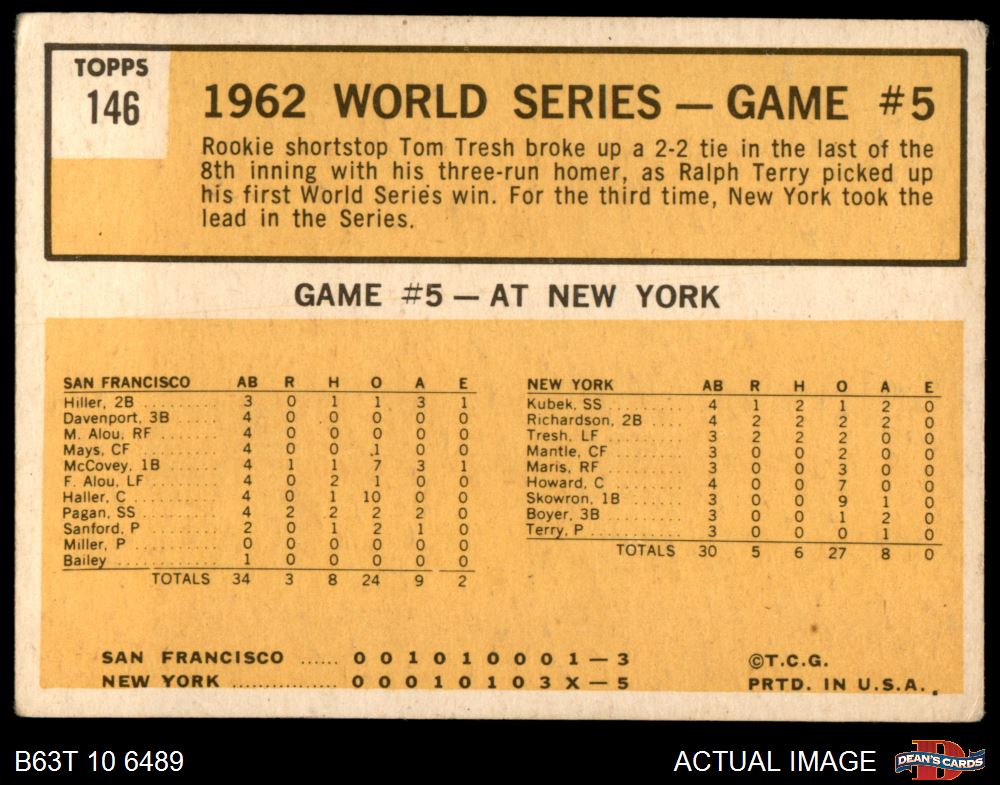 TOPPS
146
1962 WORLD SERIES — GAME #5
Rookie shortstop Tom Tresh broke up a 2-2 tie in the last of the
8th inning with his three-run homer, as Ralph Terry picked up
his first World Series win. For the third time, New York took the
lead in the Series.
GAME #5 — AT NEW YORK
SAN FRANCISCO AB R H O A E
Hiller, 2B .......... 3 0 1 1 3 1
Davenport, 3B ..... 4 0 0 0 0 0
M. Alou, RF ....... 4 0 0 0 0 0
Mays, CF .......... 4 0 0 1 0 0
McCovey, 1B ....... 4 1 1 7 3 1
F. Alou, LF ........ 4 0 2 1 0 0
Haller, C .......... 4 0 1 10 0 0
Pagan, SS ......... 4 2 2 2 2 0
Sanford, P ......... 2 0 1 2 1 0
Miller, P ........... 0 0 0 0 0 0
Bailey ............. 1 0 0 0 0 0
TOTALS 34 3 8 24 9 2
NEW YORK AB R H O A E
Kubek, SS ......... 4 1 2 1 2 0
Richardson, 2B .... 4 2 2 2 2 0
Tresh, LF .......... 3 2 2 2 0 0
Mantle, CF ........ 3 0 0 2 0 0
Maris, RF .......... 3 0 0 3 0 0
Howard, C ......... 4 0 0 7 0 0
Skowron, 1B ....... 3 0 0 9 1 0
Boyer, 3B .......... 3 0 0 1 2 0
Terry, P ........... 3 0 0 0 1 0
TOTALS 30 5 6 27 8 0
SAN FRANCISCO ...... 0 0 1 0 1 0 0 0 1 — 3
NEW YORK ................ 0 0 0 1 0 1 0 3 X — 5
©T.C.G.
PRTD. IN U.S.A.
B63T 10 6489
ACTUAL IMAGE
DEAN'S CARDS